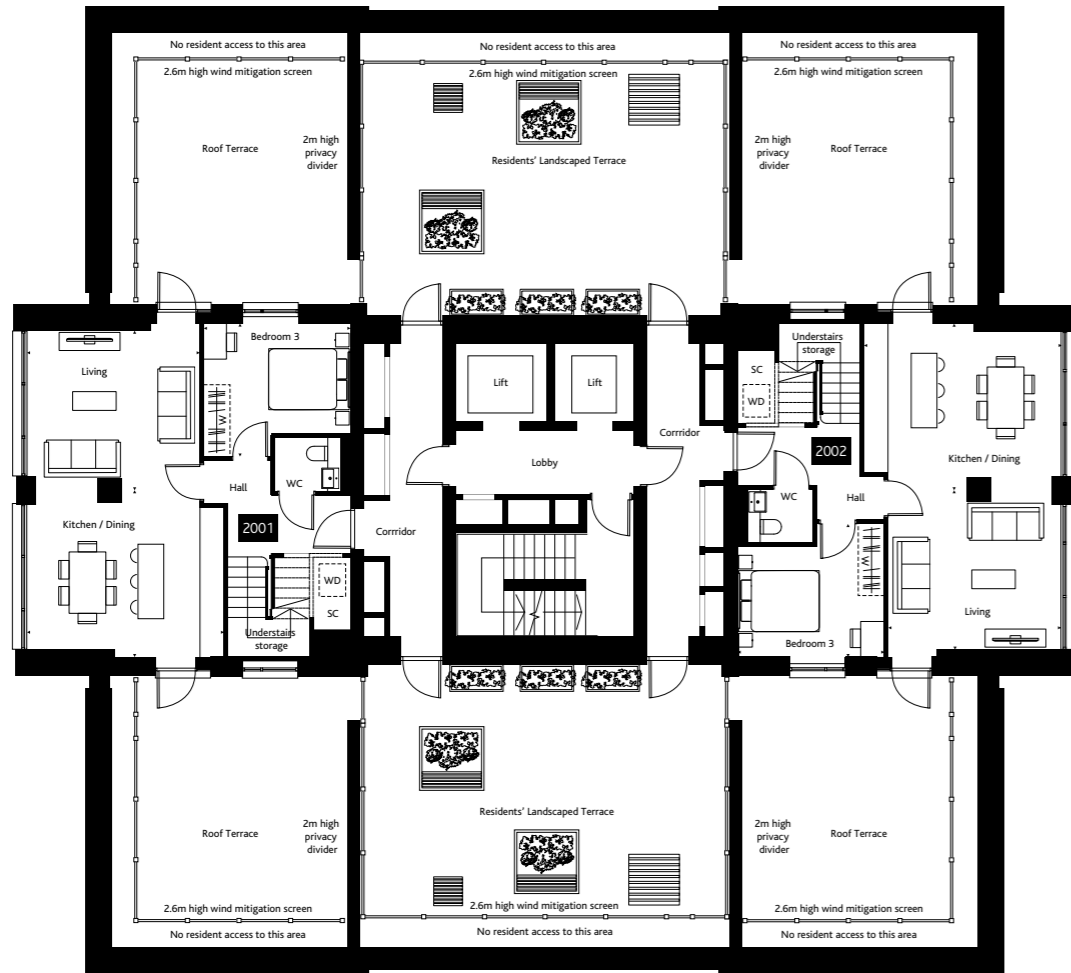 No resident access to this area
No resident access to this area
No resident access to this area
2.6m high wind mitigation screen
2.6m high wind mitigation screen
2.6m high wind mitigation screen
Roof Terrace
2m high
privacy
divider
Residents' Landscaped Terrace
2m high
privacy
divider
Roof Terrace
Living
Bedroom 3
W
Lift
Lift
Understairs
storage
SC
WD
Corrridor
Lobby
2002
Kitchen / Dining
WC
Hall
Hall
WC
2001
Kitchen / Dining
Corrridor
WD
SC
Understairs
storage
W
Bedroom 3
Living
Roof Terrace
2m high
privacy
divider
Residents' Landscaped Terrace
2m high
privacy
divider
Roof Terrace
2.6m high wind mitigation screen
2.6m high wind mitigation screen
2.6m high wind mitigation screen
No resident access to this area
No resident access to this area
No resident access to this area